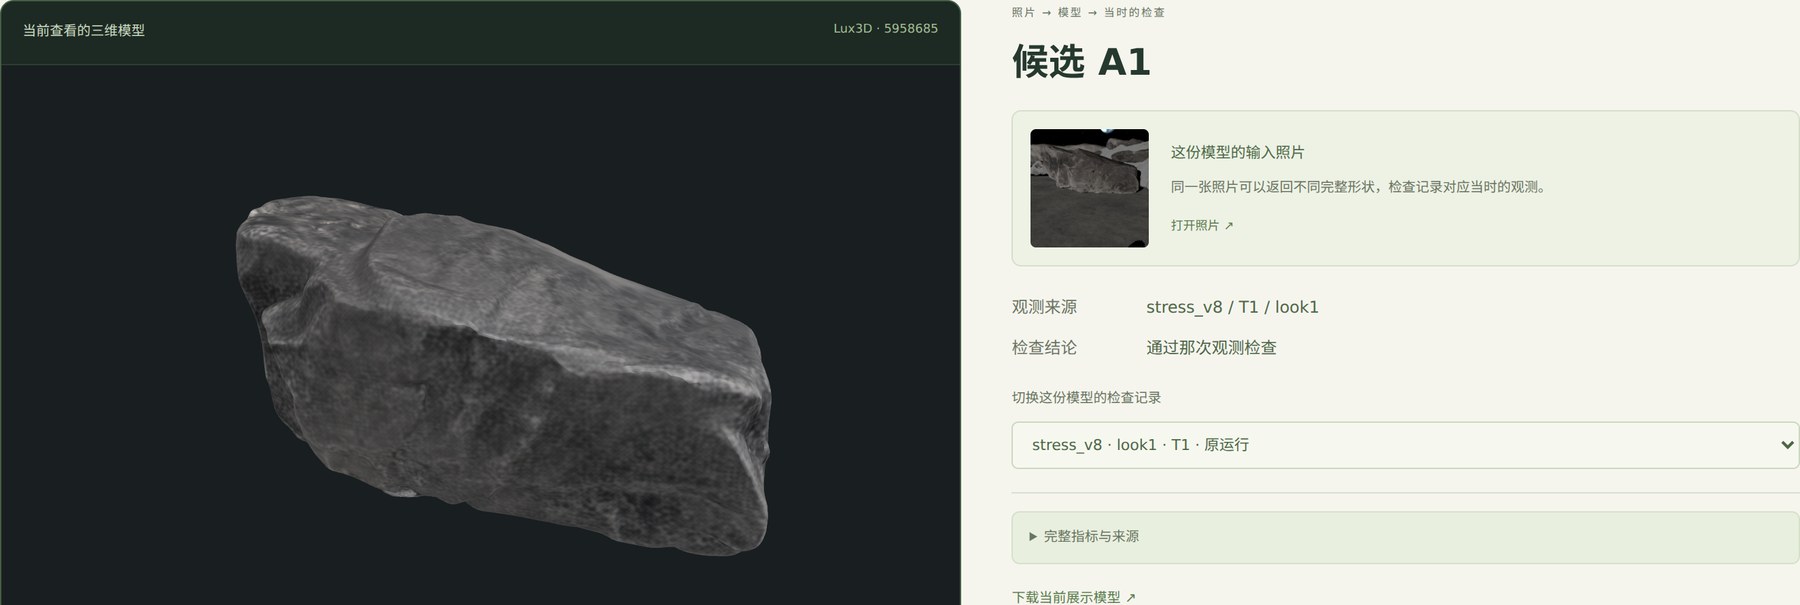 当前查看的三维模型
Lux3D · 5958685
照片 → 模型 → 当时的检查
候选 A1
这份模型的输入照片
同一张照片可以返回不同完整形状，检查记录对应当时的观测。
打开照片 ↗
观测来源 stress_v8 / T1 / look1
检查结论 通过那次观测检查
切换这份模型的检查记录
stress_v8 · look1 · T1 · 原运行
▶ 完整指标与来源
下载当前展示模型 ↗